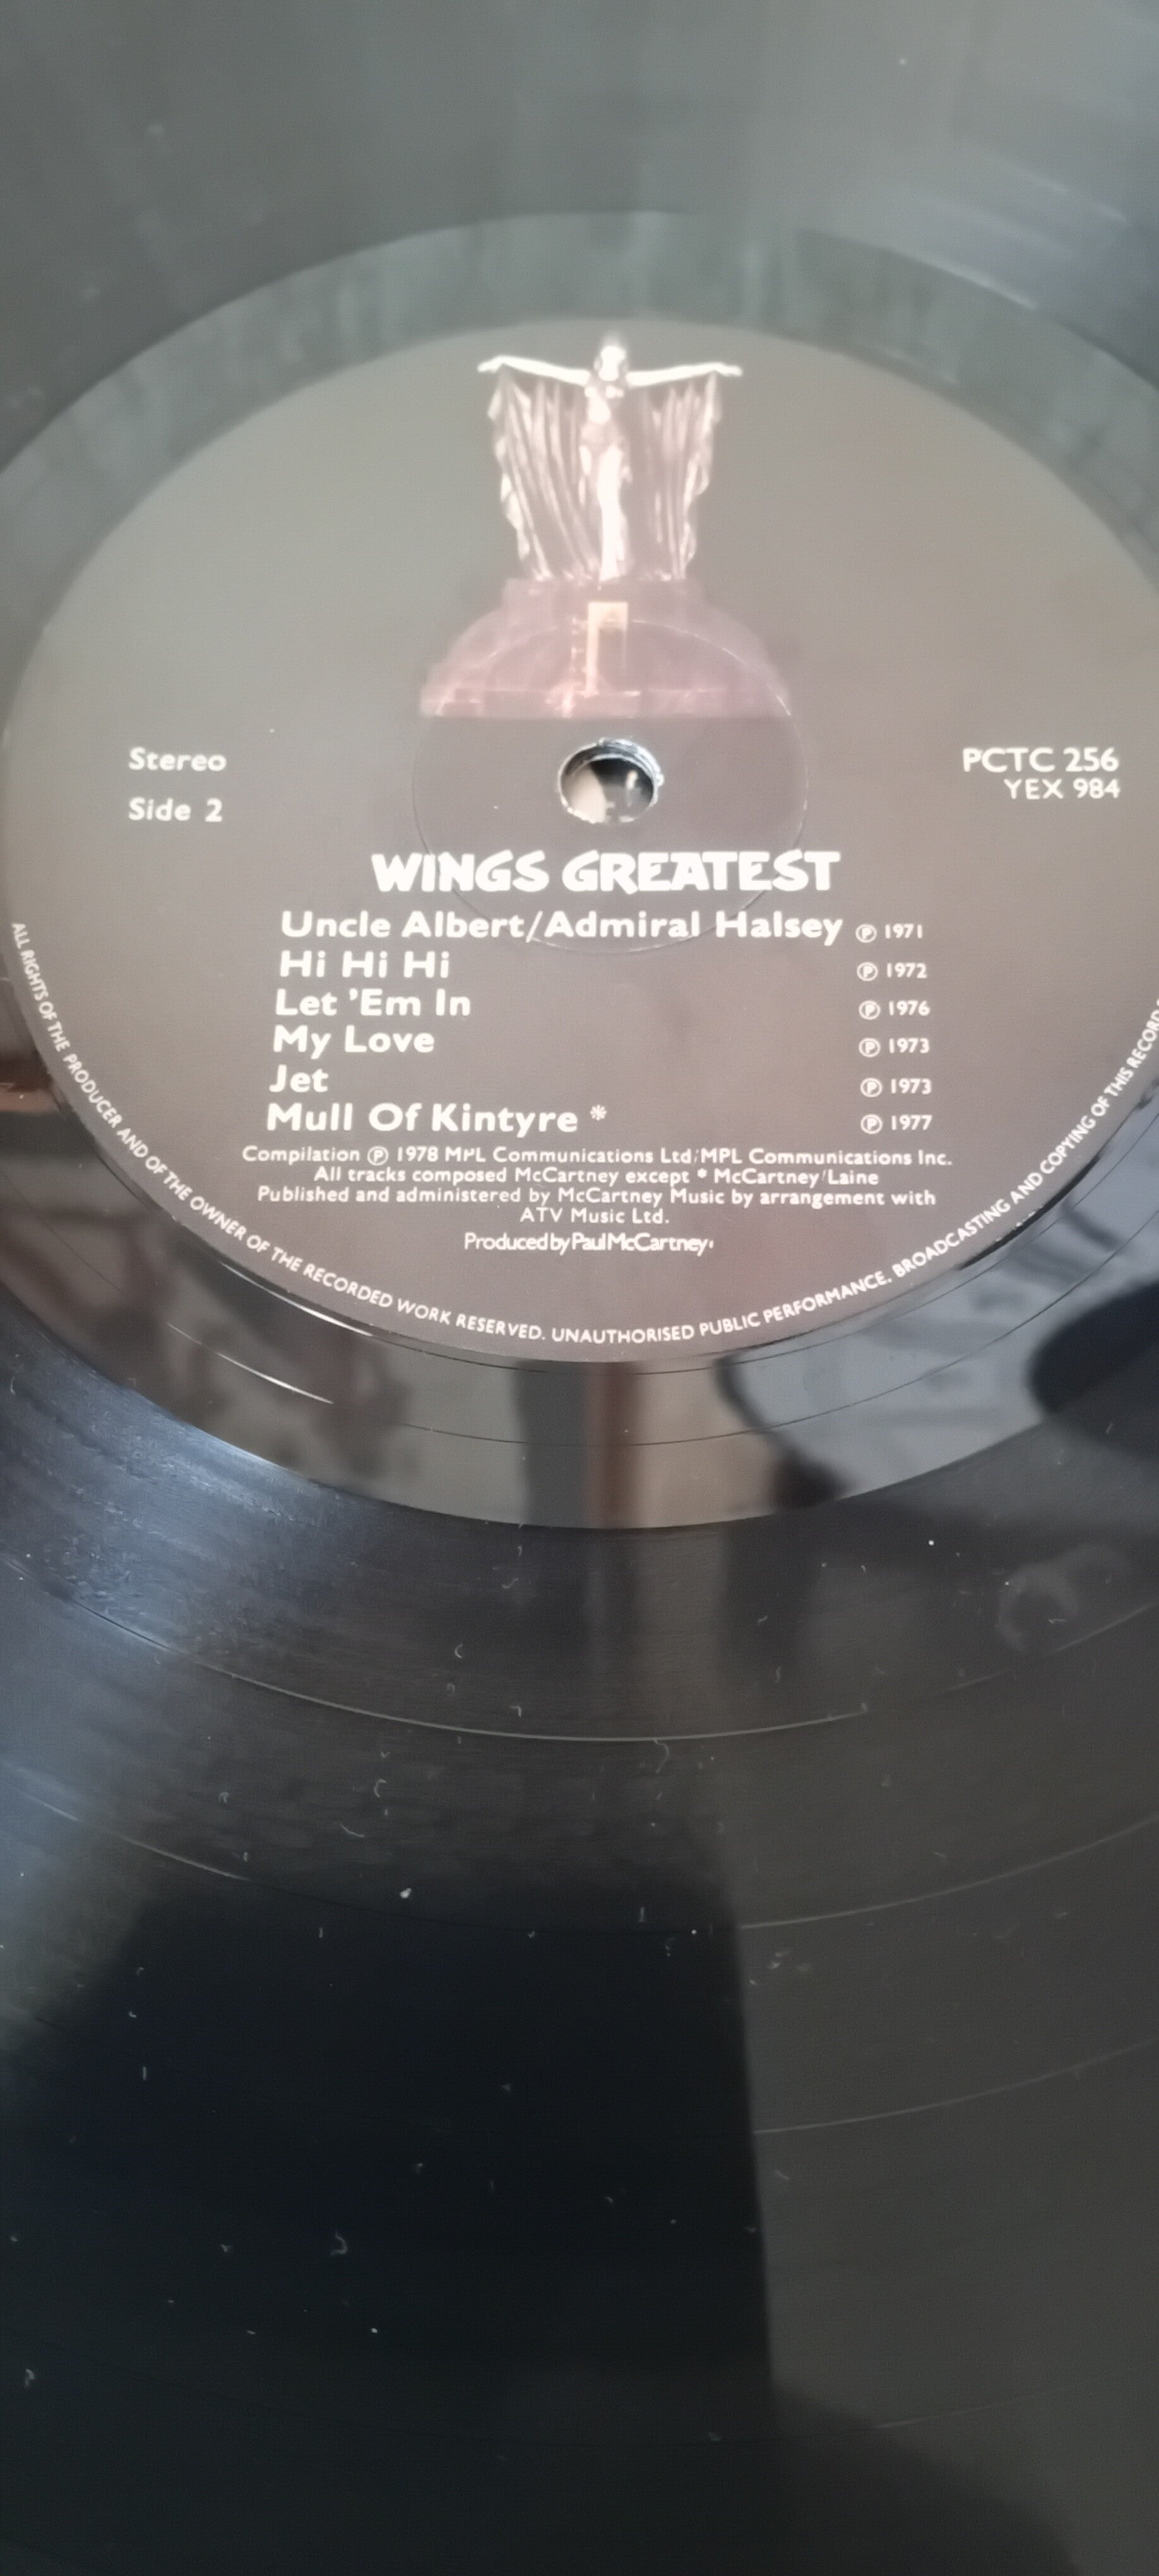 Stereo
Side 2
PCTC 256
YEX 984
WINGS GREATEST
Uncle Albert/Admiral Halsey Ⓟ 1971
Hi Hi Hi Ⓟ 1972
Let 'Em In Ⓟ 1976
My Love Ⓟ 1973
Jet Ⓟ 1973
Mull Of Kintyre * Ⓟ 1977
Compilation Ⓟ 1978 MPL Communications Ltd/MPL Communications Inc.
All tracks composed McCartney except * McCartney/Laine
Published and administered by McCartney Music by arrangement with
ATV Music Ltd.
Produced by Paul McCartney.
ALL RIGHTS OF THE PRODUCER AND OF THE OWNER OF THE RECORDED WORK RESERVED. UNAUTHORISED PUBLIC PERFORMANCE. BROADCASTING AND COPYING OF THIS RECORD